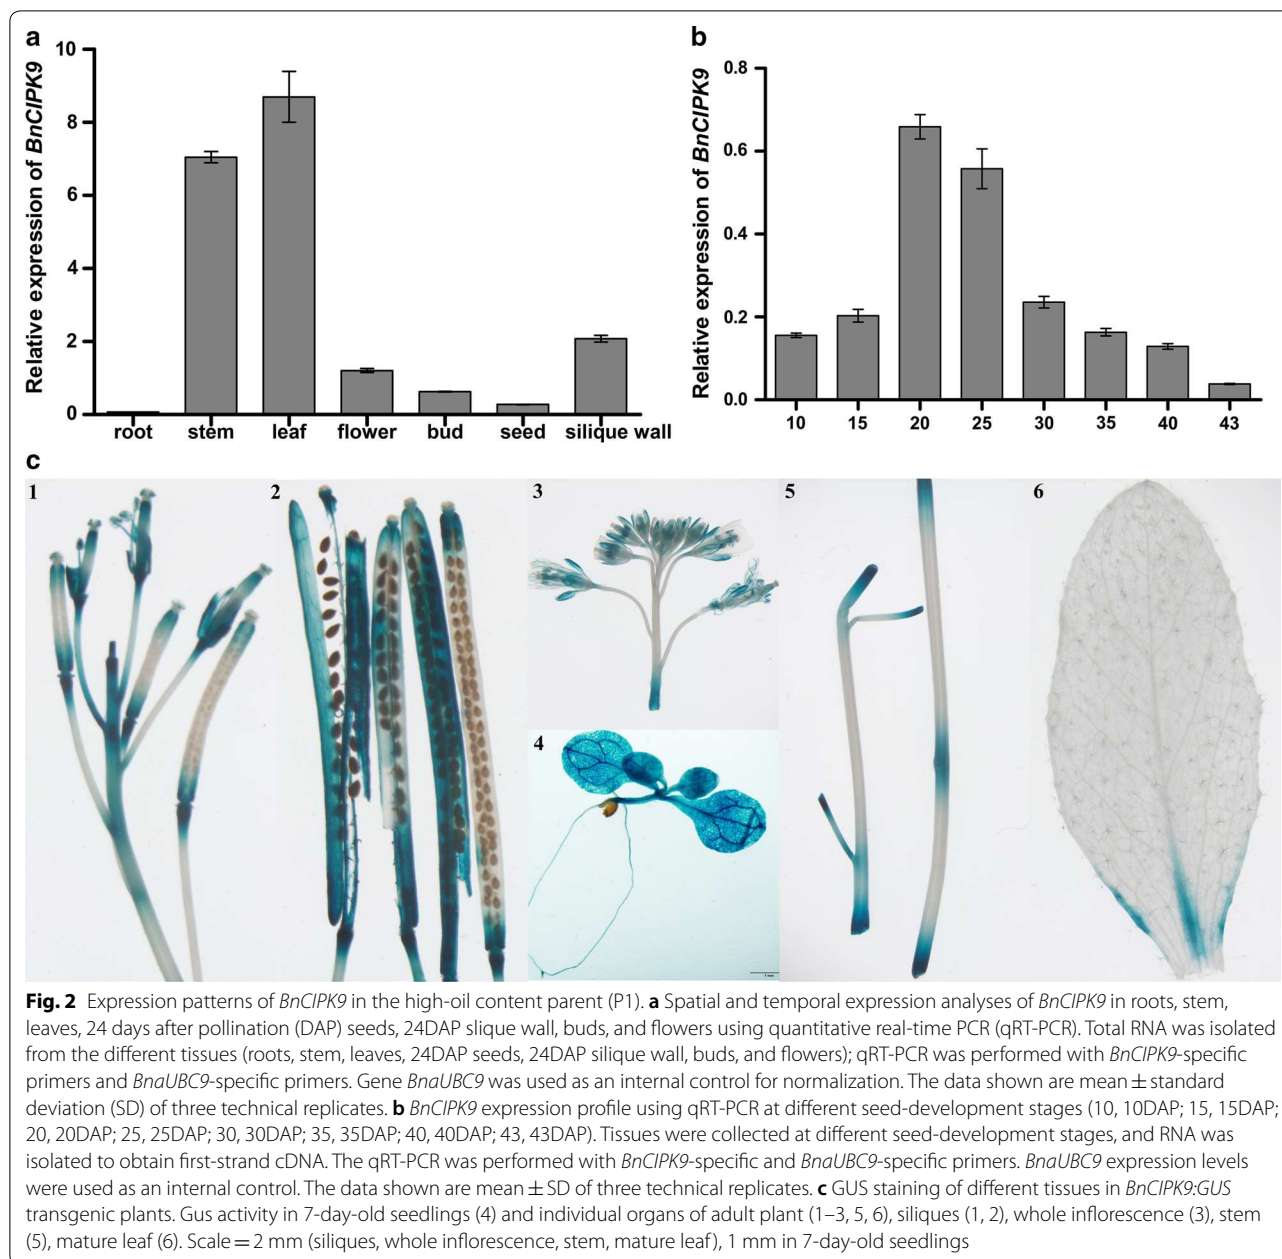 a
10
8
6
4
2
0
Relative expression of BnCIPK9
root stem leaf flower bud seed silique wall
b
0.8
0.6
0.4
0.2
0.0
Relative expression of BnCIPK9
10 15 20 25 30 35 40 43
c
1 2 3 5 6
4
1 mm
Fig. 2 Expression patterns of BnCIPK9 in the high-oil content parent (P1). a Spatial and temporal expression analyses of BnCIPK9 in roots, stem,
leaves, 24 days after pollination (DAP) seeds, 24DAP slique wall, buds, and flowers using quantitative real-time PCR (qRT-PCR). Total RNA was isolated
from the different tissues (roots, stem, leaves, 24DAP seeds, 24DAP silique wall, buds, and flowers); qRT-PCR was performed with BnCIPK9-specific
primers and BnaUBC9-specific primers. Gene BnaUBC9 was used as an internal control for normalization. The data shown are mean ± standard
deviation (SD) of three technical replicates. b BnCIPK9 expression profile using qRT-PCR at different seed-development stages (10, 10DAP; 15, 15DAP;
20, 20DAP; 25, 25DAP; 30, 30DAP; 35, 35DAP; 40, 40DAP; 43, 43DAP). Tissues were collected at different seed-development stages, and RNA was
isolated to obtain first-strand cDNA. The qRT-PCR was performed with BnCIPK9-specific and BnaUBC9-specific primers. BnaUBC9 expression levels
were used as an internal control. The data shown are mean ± SD of three technical replicates. c GUS staining of different tissues in BnCIPK9:GUS
transgenic plants. Gus activity in 7-day-old seedlings (4) and individual organs of adult plant (1–3, 5, 6), siliques (1, 2), whole inflorescence (3), stem
(5), mature leaf (6). Scale = 2 mm (siliques, whole inflorescence, stem, mature leaf), 1 mm in 7-day-old seedlings